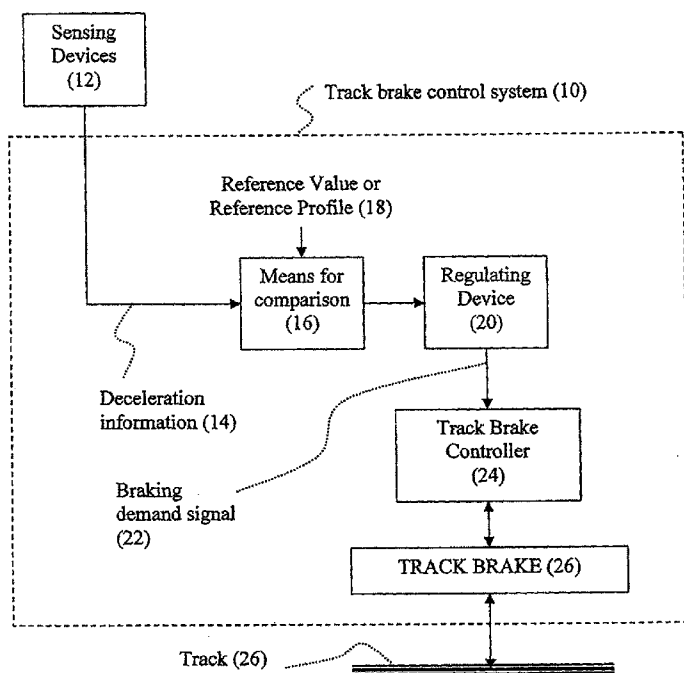 Sensing
Devices
(12)
Track brake control system (10)
Reference Value or
Reference Profile (18)
Means for
comparison
(16)
Regulating
Device
(20)
Deceleration
information (14)
Track Brake
Controller
(24)
Braking
demand signal
(22)
TRACK BRAKE (26)
Track (26)